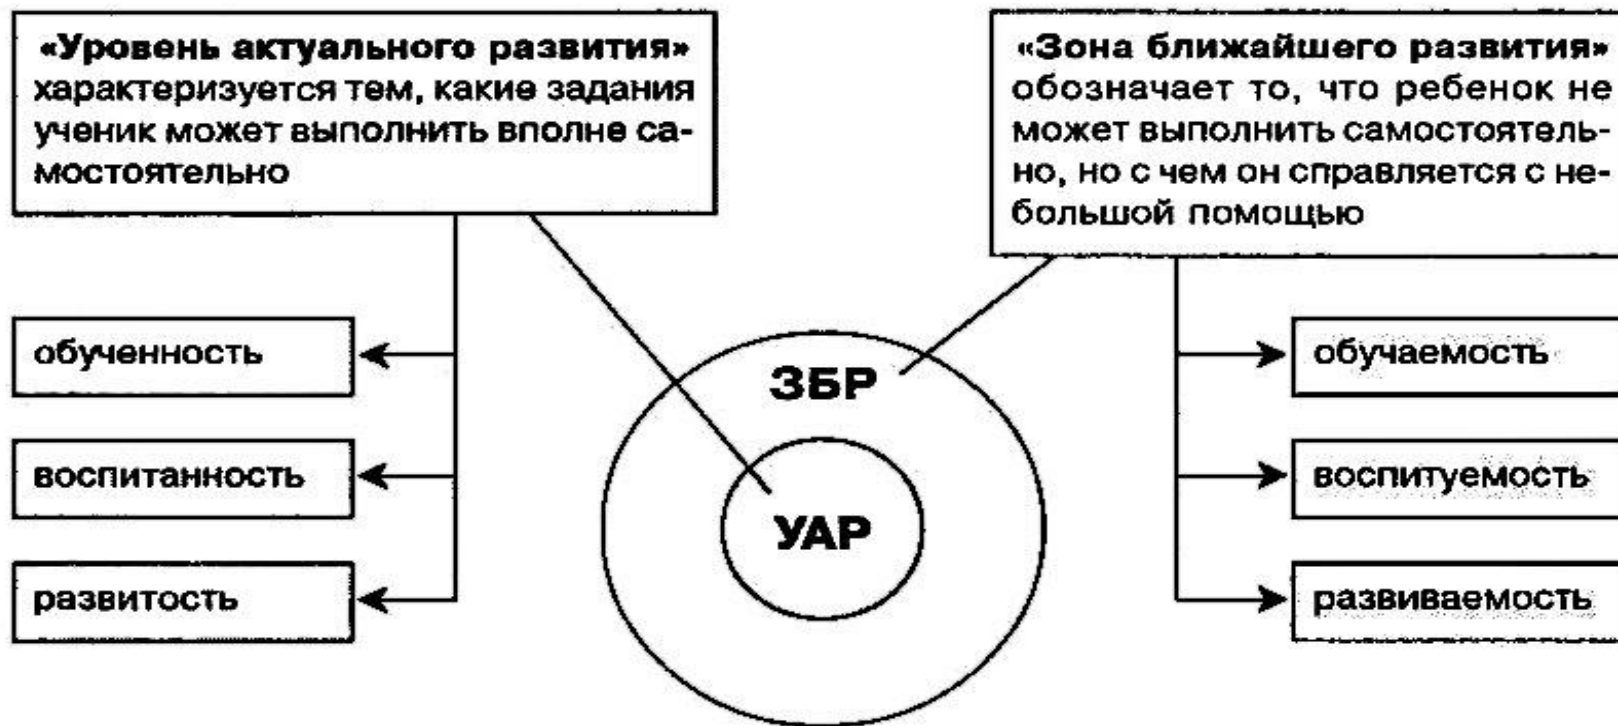 «Уровень актуального развития»
характеризуется тем, какие задания
ученик может выполнить вполне са-
мостоятельно
«Зона ближайшего развития»
обозначает то, что ребенок не
может выполнить самостоятель-
но, но с чем он справляется с не-
большой помощью
обученность
воспитанность
развитость
ЗБР
УАР
обучаемость
воспитуемость
развиваемость